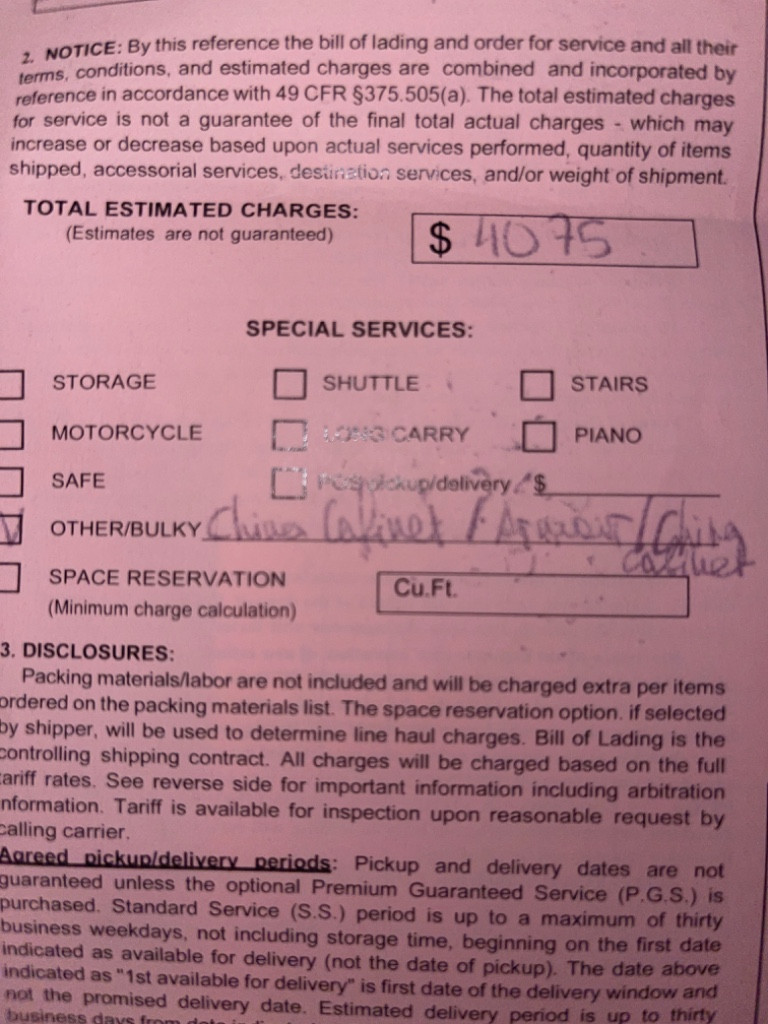 2. NOTICE: By this reference the bill of lading and order for service and all their
terms, conditions, and estimated charges are combined and incorporated by
reference in accordance with 49 CFR §375.505(a). The total estimated charges
for service is not a guarantee of the final total actual charges - which may
increase or decrease based upon actual services performed, quantity of items
shipped, accessorial services, destination services, and/or weight of shipment.
TOTAL ESTIMATED CHARGES:
(Estimates are not guaranteed)
$ 4075
SPECIAL SERVICES:
STORAGE SHUTTLE STAIRS
MOTORCYCLE LONG CARRY PIANO
SAFE PGS pickup/delivery $
OTHER/BULKY China Cabinet / / China
cabinet
SPACE RESERVATION Cu.Ft.
(Minimum charge calculation)
3. DISCLOSURES:
Packing materials/labor are not included and will be charged extra per items
ordered on the packing materials list. The space reservation option. if selected
by shipper, will be used to determine line haul charges. Bill of Lading is the
controlling shipping contract. All charges will be charged based on the full
tariff rates. See reverse side for important information including arbitration
nformation. Tariff is available for inspection upon reasonable request by
calling carrier.
Agreed pickup/delivery periods: Pickup and delivery dates are not
guaranteed unless the optional Premium Guaranteed Service (P.G.S.) is
purchased. Standard Service (S.S.) period is up to a maximum of thirty
business weekdays, not including storage time, beginning on the first date
indicated as available for delivery (not the date of pickup). The date above
indicated as "1st available for delivery" is first date of the delivery window and
not the promised delivery date. Estimated delivery period is up to thirty
business days from date